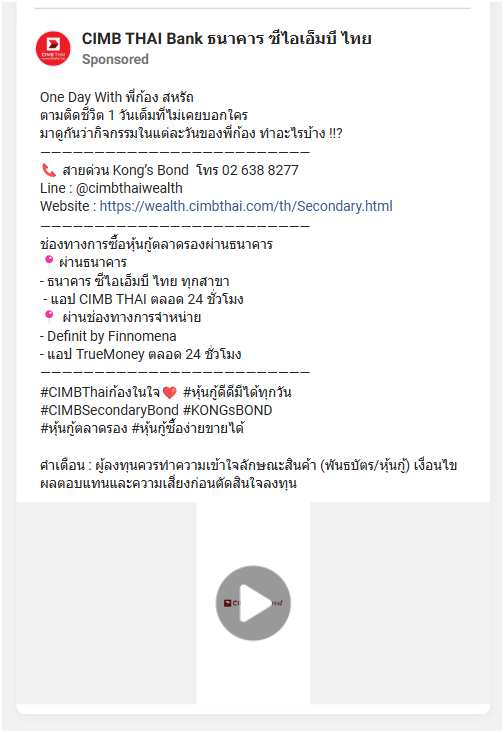 CIMB THAI Bank ธนาคาร ซีไอเอ็มบี ไทย
Sponsored
One Day With พี่ก้อง สหรัถ
ตามติดชีวิต 1 วันเต็มที่ไม่เคยบอกใคร
มาดูกันว่ากิจกรรมในแต่ละวันของพี่ก้อง ทำอะไรบ้าง !!?
——————————————————————————
📞 สายด่วน Kong's Bond โทร 02 638 8277
Line : @cimbthaiwealth
Website : https://wealth.cimbthai.com/th/Secondary.html
——————————————————————————
ช่องทางการซื้อหุ้นกู้ตลาดรองผ่านธนาคาร
📍ผ่านธนาคาร
- ธนาคาร ซีไอเอ็มบี ไทย ทุกสาขา
- แอป CIMB THAI ตลอด 24 ชั่วโมง
📍 ผ่านช่องทางการจำหน่าย
- Definit by Finnomena
- แอป TrueMoney ตลอด 24 ชั่วโมง
——————————————————————————
#CIMBThaiก้องในใจ❤️ #หุ้นกู้ดีดีมีได้ทุกวัน
#CIMBSecondaryBond #KONGsBOND
#หุ้นกู้ตลาดรอง #หุ้นกู้ซื้อง่ายขายได้
คำเตือน : ผู้ลงทุนควรทำความเข้าใจลักษณะสินค้า (พันธบัตร/หุ้นกู้) เงื่อนไข
ผลตอบแทนและความเสี่ยงก่อนตัดสินใจลงทุน